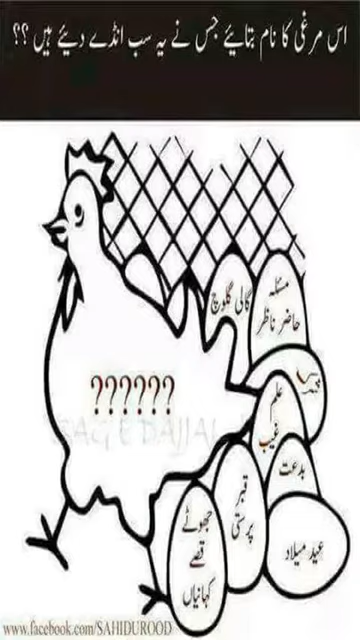 اس مرغی کا نام بتایئے جس نے یہ سب انڈے دیئے ہیں ؟؟
گالی گلوچ
مسئلہ
حاضر ناظر
??????
علم
غیب
بدعت
قبر
پرستی
عید میلاد
جھوٹے
قصے
کہانیاں
www.facebook.com/SAHIDUROOD